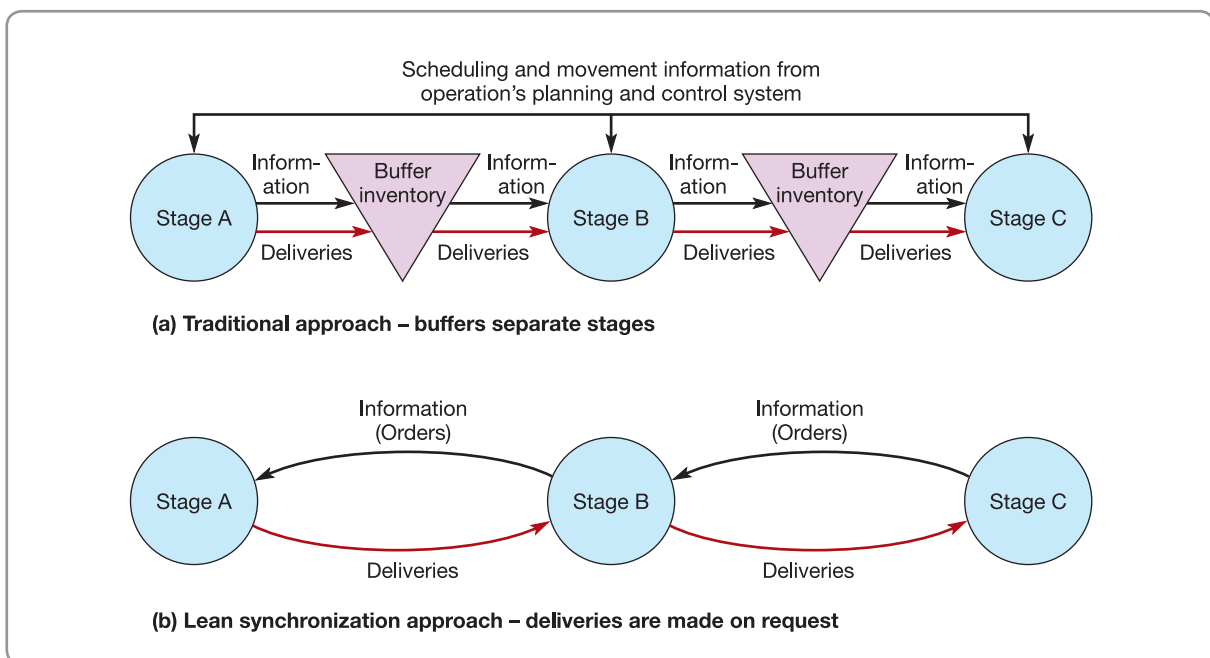 Scheduling and movement information from
operation's planning and control system
Stage A
Inform-
ation
Deliveries
Buffer
inventory
Inform-
ation
Deliveries
Stage B
Inform-
ation
Deliveries
Buffer
inventory
Inform-
ation
Deliveries
Stage C
(a) Traditional approach – buffers separate stages
Information
(Orders)
Information
(Orders)
Stage A
Stage B
Stage C
Deliveries
Deliveries
(b) Lean synchronization approach – deliveries are made on request